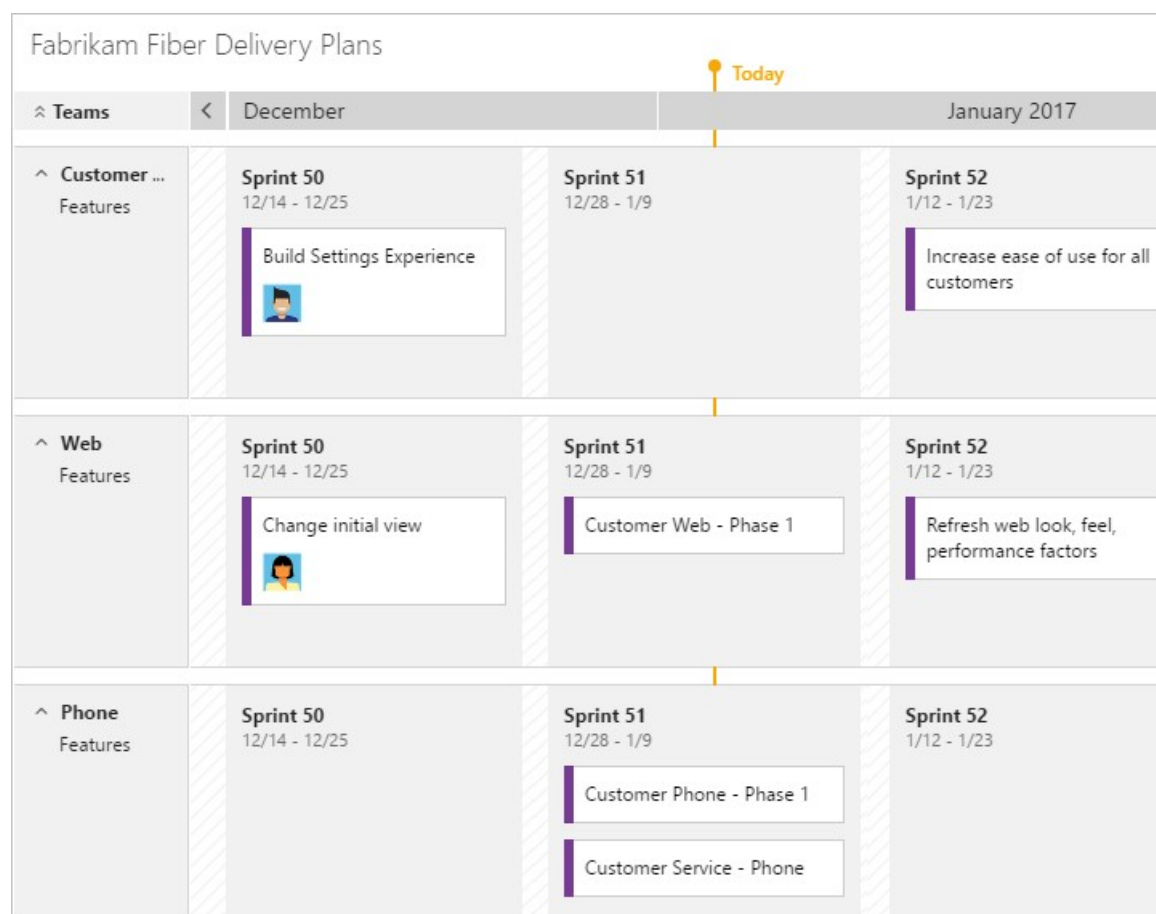 Fabrikam Fiber Delivery Plans
Today
Teams
December
January 2017
Customer ...
Features
Sprint 50
12/14 - 12/25
Build Settings Experience
Sprint 51
12/28 - 1/9
Sprint 52
1/12 - 1/23
Increase ease of use for all
customers
Web
Features
Sprint 50
12/14 - 12/25
Change initial view
Sprint 51
12/28 - 1/9
Customer Web - Phase 1
Sprint 52
1/12 - 1/23
Refresh web look, feel,
performance factors
Phone
Features
Sprint 50
12/14 - 12/25
Sprint 51
12/28 - 1/9
Customer Phone - Phase 1
Customer Service - Phone
Sprint 52
1/12 - 1/23